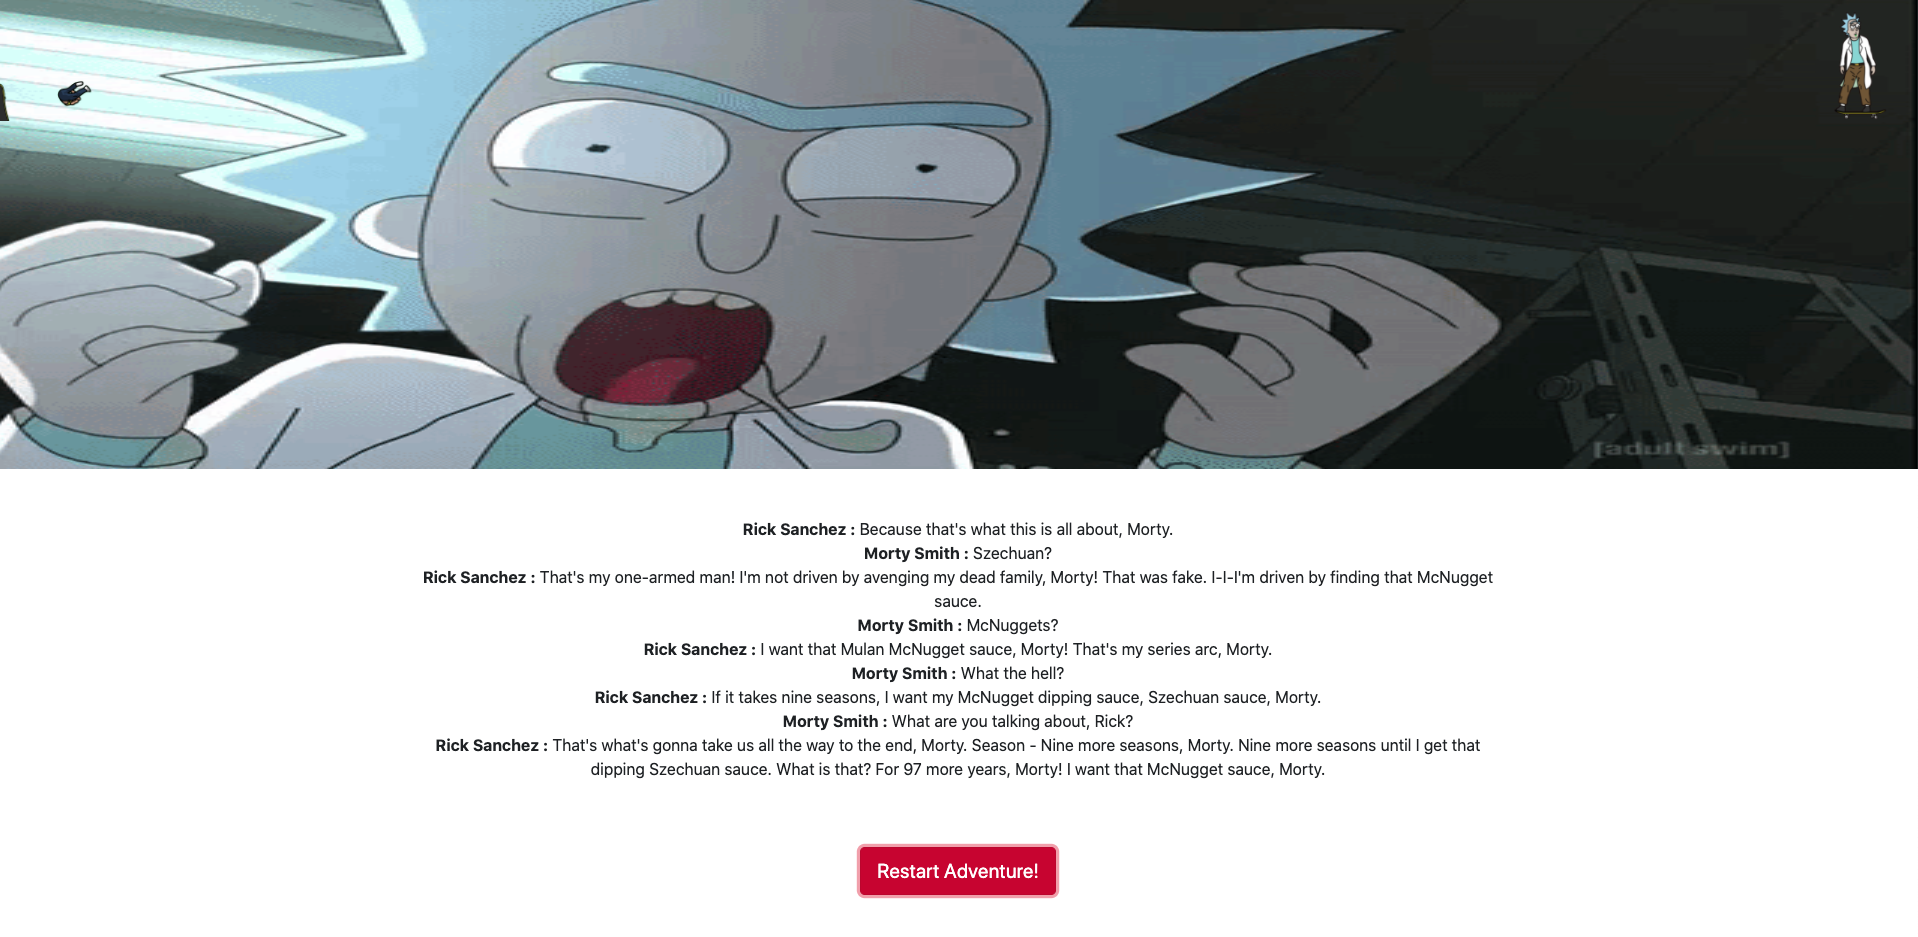 [adult swim]
Rick Sanchez : Because that's what this is all about, Morty.
Morty Smith : Szechuan?
Rick Sanchez : That's my one-armed man! I'm not driven by avenging my dead family, Morty! That was fake. I-I-I'm driven by finding that McNugget
sauce.
Morty Smith : McNuggets?
Rick Sanchez : I want that Mulan McNugget sauce, Morty! That's my series arc, Morty.
Morty Smith : What the hell?
Rick Sanchez : If it takes nine seasons, I want my McNugget dipping sauce, Szechuan sauce, Morty.
Morty Smith : What are you talking about, Rick?
Rick Sanchez : That's what's gonna take us all the way to the end, Morty. Season - Nine more seasons, Morty. Nine more seasons until I get that
dipping Szechuan sauce. What is that? For 97 more years, Morty! I want that McNugget sauce, Morty.
Restart Adventure!